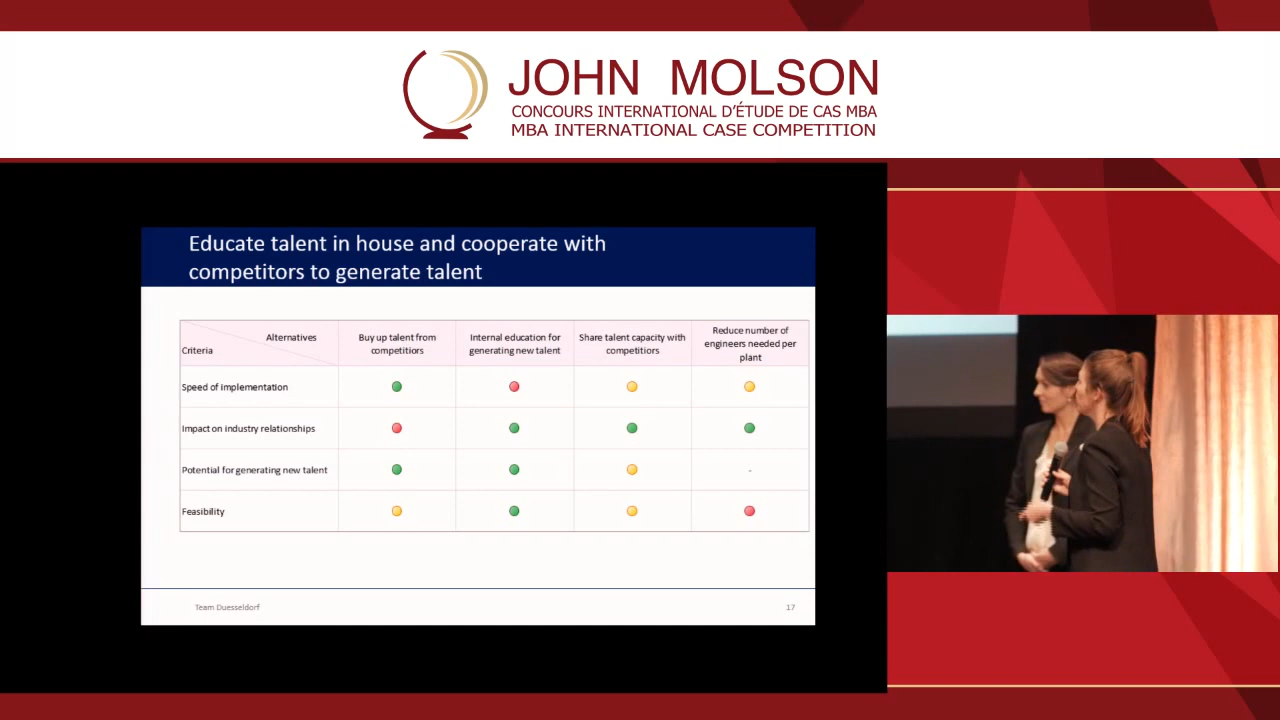 JOHN MOLSON
CONCOURS INTERNATIONAL D'ÉTUDE DE CAS MBA
MBA INTERNATIONAL CASE COMPETITION
Educate talent in house and cooperate with
competitors to generate talent
Alternatives
Criteria
Buy up talent from
competitiors
Internal education for
generating new talent
Share talent capacity with
competitiors
Reduce number of
engineers needed per
plant
Speed of implementation
Impact on industry relationships
Potential for generating new talent
-
Feasibility
Team Duesseldorf
17